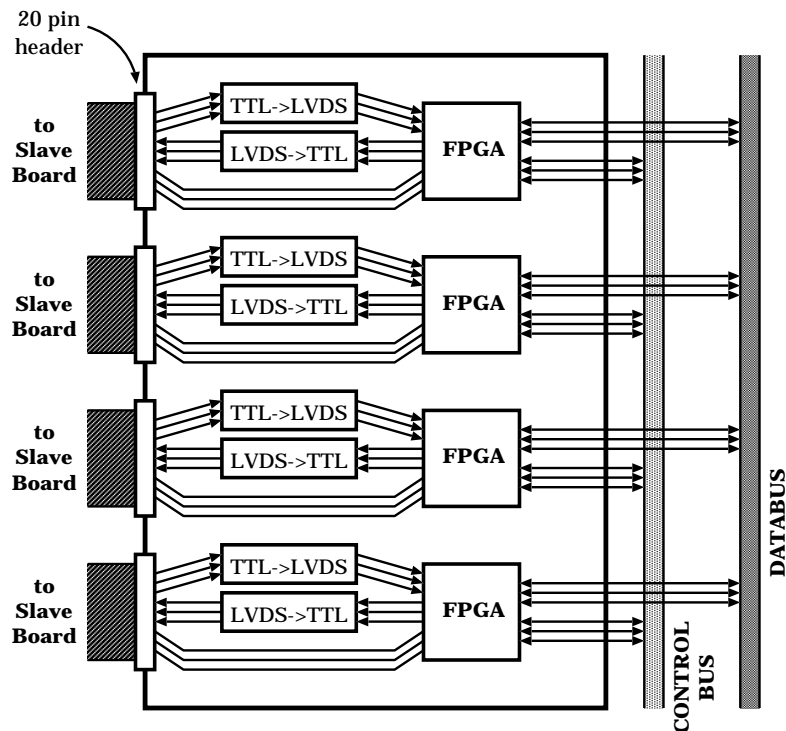 20 pin
header
to
Slave
Board
TTL->LVDS
LVDS->TTL
FPGA
to
Slave
Board
TTL->LVDS
LVDS->TTL
FPGA
to
Slave
Board
TTL->LVDS
LVDS->TTL
FPGA
to
Slave
Board
TTL->LVDS
LVDS->TTL
FPGA
CONTROL
BUS
DATABUS